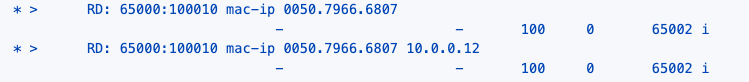 * >      RD: 65000:100010 mac-ip 0050.7966.6807
                                 -                     -       100     0       65002 i
* >      RD: 65000:100010 mac-ip 0050.7966.6807 10.0.0.12
                                 -                     -       100     0       65002 i